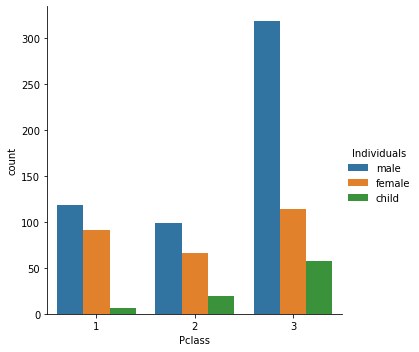 300
250
200
150
100
50
0
count
1 2 3
Pclass
Individuals
male
female
child